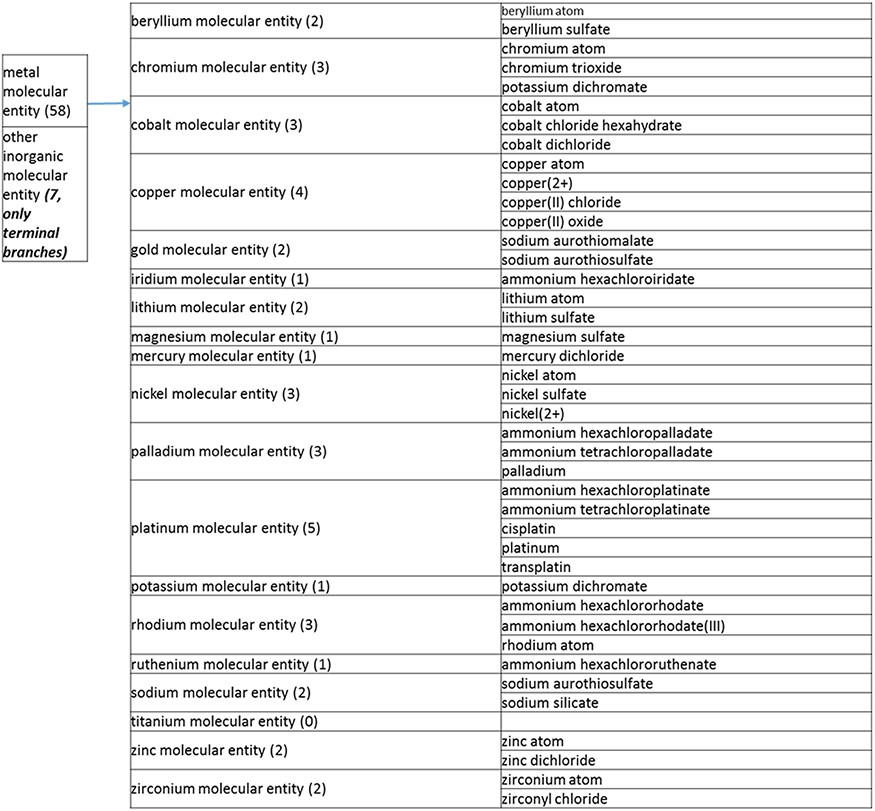 metal
molecular
entity (58)
other
inorganic
molecular
entity (7,
only
terminal
branches)
beryllium molecular entity (2)
beryllium atom
beryllium sulfate
chromium molecular entity (3)
chromium atom
chromium trioxide
potassium dichromate
cobalt molecular entity (3)
cobalt atom
cobalt chloride hexahydrate
cobalt dichloride
copper molecular entity (4)
copper atom
copper(2+)
copper(II) chloride
copper(II) oxide
gold molecular entity (2)
sodium aurothiomalate
sodium aurothiosulfate
iridium molecular entity (1)
ammonium hexachloroiridate
lithium molecular entity (2)
lithium atom
lithium sulfate
magnesium molecular entity (1)
magnesium sulfate
mercury molecular entity (1)
mercury dichloride
nickel molecular entity (3)
nickel atom
nickel sulfate
nickel(2+)
palladium molecular entity (3)
ammonium hexachloropalladate
ammonium tetrachloropalladate
palladium
platinum molecular entity (5)
ammonium hexachloroplatinate
ammonium tetrachloroplatinate
cisplatin
platinum
transplatin
potassium molecular entity (1)
potassium dichromate
rhodium molecular entity (3)
ammonium hexachlororhodate
ammonium hexachlororhodate(III)
rhodium atom
ruthenium molecular entity (1)
ammonium hexachlororuthenate
sodium molecular entity (2)
sodium aurothiosulfate
sodium silicate
titanium molecular entity (0)
zinc molecular entity (2)
zinc atom
zinc dichloride
zirconium molecular entity (2)
zirconium atom
zirconyl chloride